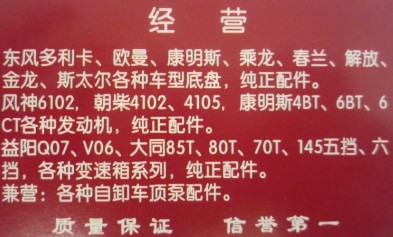 经 营
东风多利卡、欧曼、康明斯、乘龙、春兰、解放、
金龙、斯太尔各种车型底盘，纯正配件。
风神6102，朝柴4102、4105，康明斯4BT、6BT、6
CT各种发动机，纯正配件。
益阳Q07、V06、大同85T、80T、70T、145五挡、六
挡，各种变速箱系列，纯正配件。
兼营：各种自卸车顶泵配件。
质量保证 信誉第一